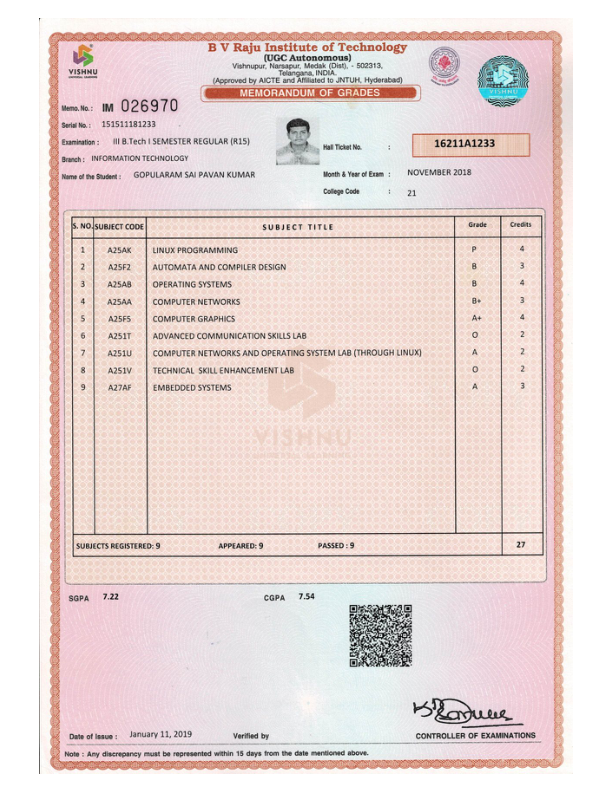 B V Raju Institute of Technology
(UGC Autonomous)
Vishnupur, Narsapur, Medak (Dist), - 502313,
Telangana, INDIA.
(Approved by AICTE and Affiliated to JNTUH, Hyderabad)
VISHNU
UNIVERSAL LEARNING
VISHNU
MEMORANDUM OF GRADES
Memo. No. : IM 026970
Serial No. : 151511181233
Examination : III B.Tech I SEMESTER REGULAR (R15)
Hall Ticket No. : 16211A1233
Branch : INFORMATION TECHNOLOGY
Name of the Student : GOPULARAM SAI PAVAN KUMAR
Month & Year of Exam : NOVEMBER 2018
College Code : 21
S. NO. SUBJECT CODE SUBJECT TITLE Grade Credits
1 A25AK LINUX PROGRAMMING P 4
2 A25F2 AUTOMATA AND COMPILER DESIGN B 3
3 A25AB OPERATING SYSTEMS B 4
4 A25AA COMPUTER NETWORKS B+ 3
5 A25F5 COMPUTER GRAPHICS A+ 4
6 A251T ADVANCED COMMUNICATION SKILLS LAB O 2
7 A251U COMPUTER NETWORKS AND OPERATING SYSTEM LAB (THROUGH LINUX) A 2
8 A251V TECHNICAL SKILL ENHANCEMENT LAB O 2
9 A27AF EMBEDDED SYSTEMS A 3
VISHNU
UNIVERSAL LEARNING
SUBJECTS REGISTERED: 9 APPEARED: 9 PASSED : 9 27
SGPA 7.22 CGPA 7.54
Date of Issue : January 11, 2019 Verified by CONTROLLER OF EXAMINATIONS
Note : Any discrepancy must be represented within 15 days from the date mentioned above.